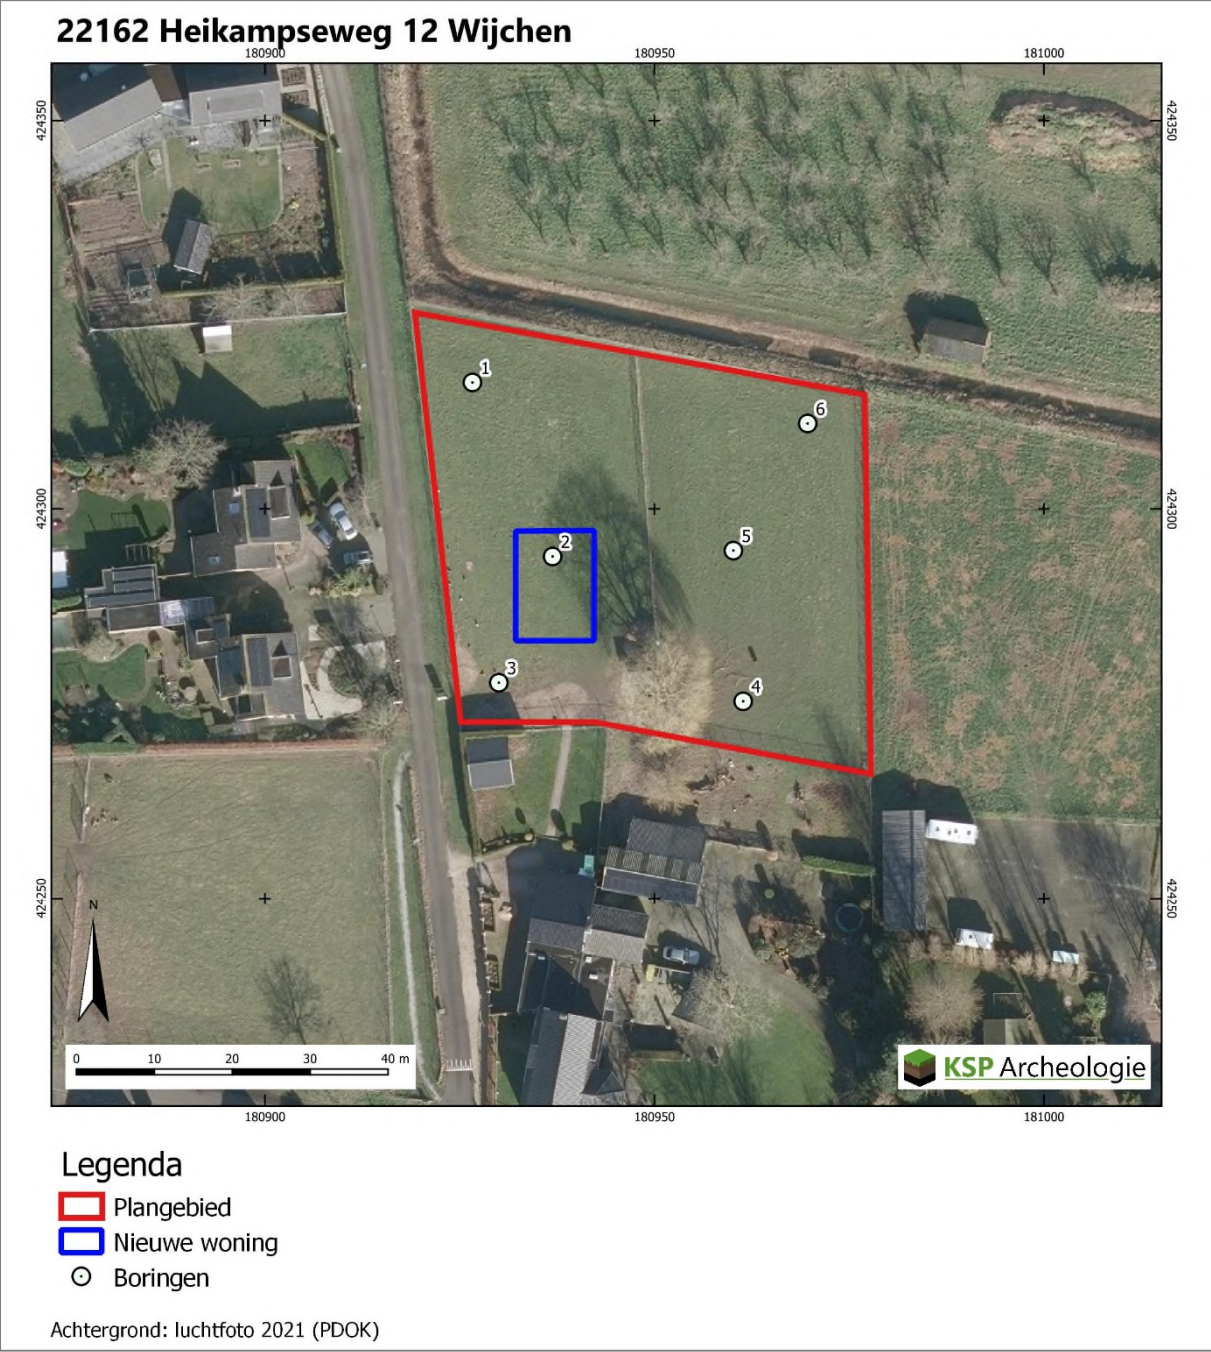 22162 Heikampseweg 12 Wijchen
180900 180950 181000
424350 424350
1
6
424300 424300
2 5
3
4
424250 424250
N
0 10 20 30 40 m
KSP Archeologie
180900 180950 181000
Legenda
Plangebied
Nieuwe woning
Boringen
Achtergrond: luchtfoto 2021 (PDOK)